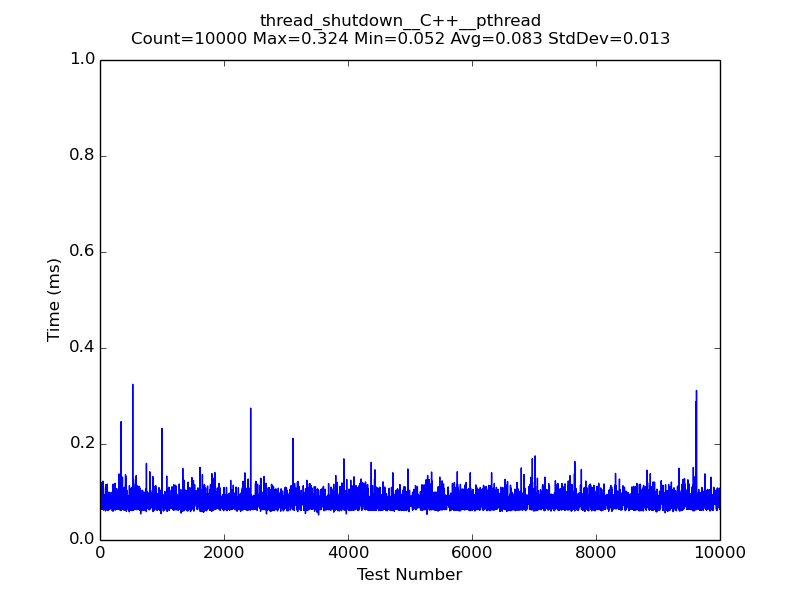 thread_shutdown__C++__pthread
Count=10000 Max=0.324 Min=0.052 Avg=0.083 StdDev=0.013
1.0
0.8
0.6
0.4
0.2
0.0
Time (ms)
0 2000 4000 6000 8000 10000
Test Number